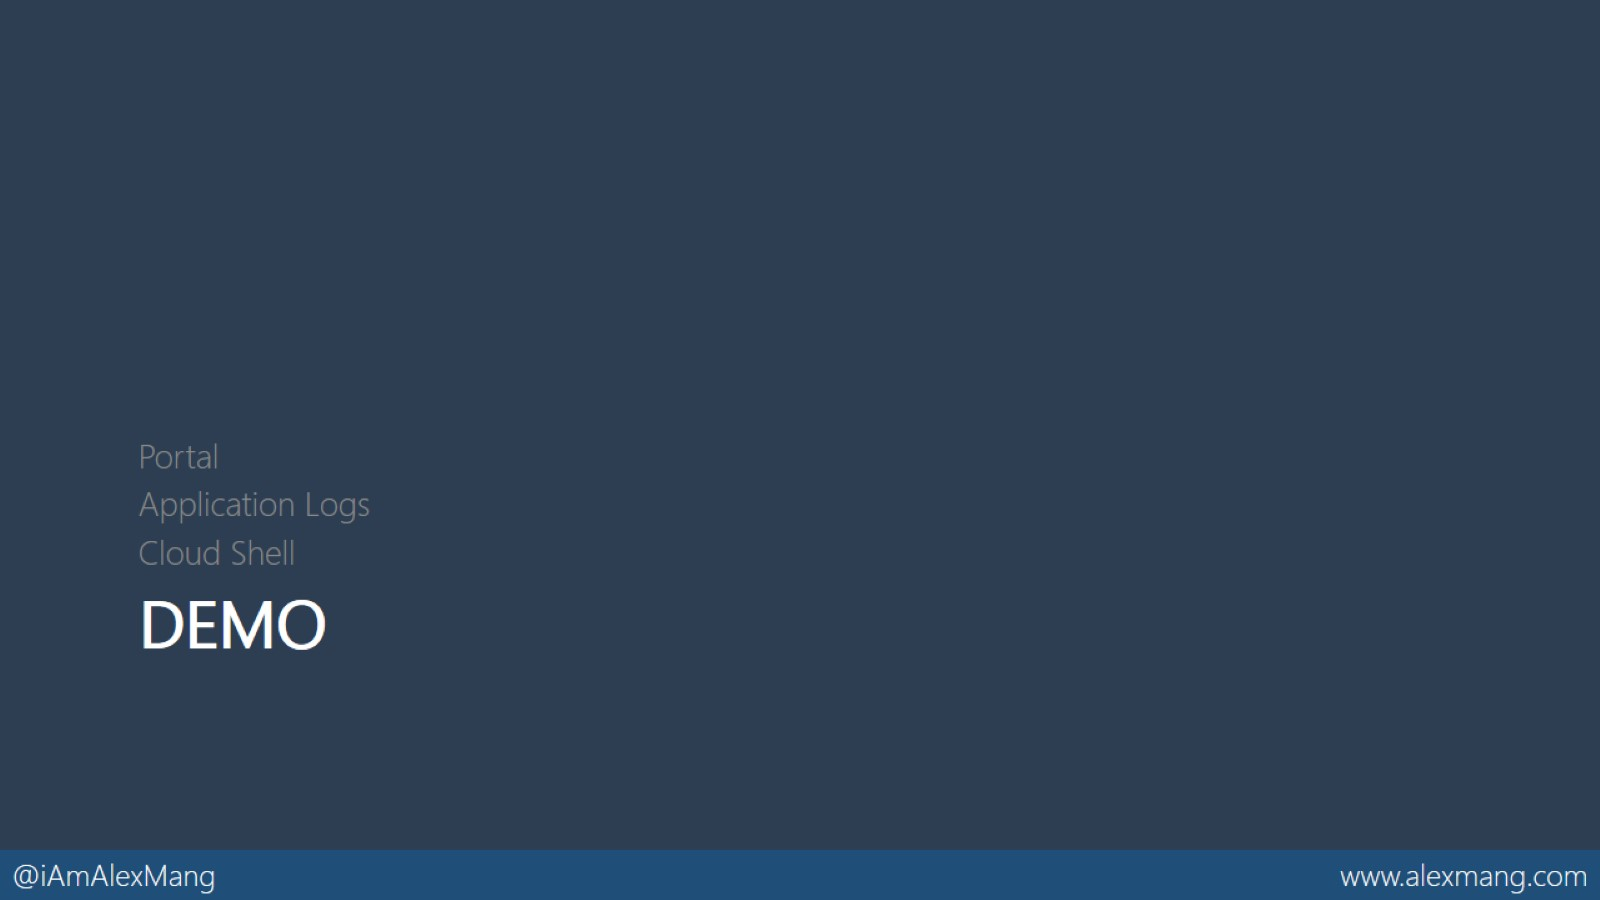 Portal
Application Logs
Cloud Shell
DEMO
@iAmAlexMang
www.alexmang.com